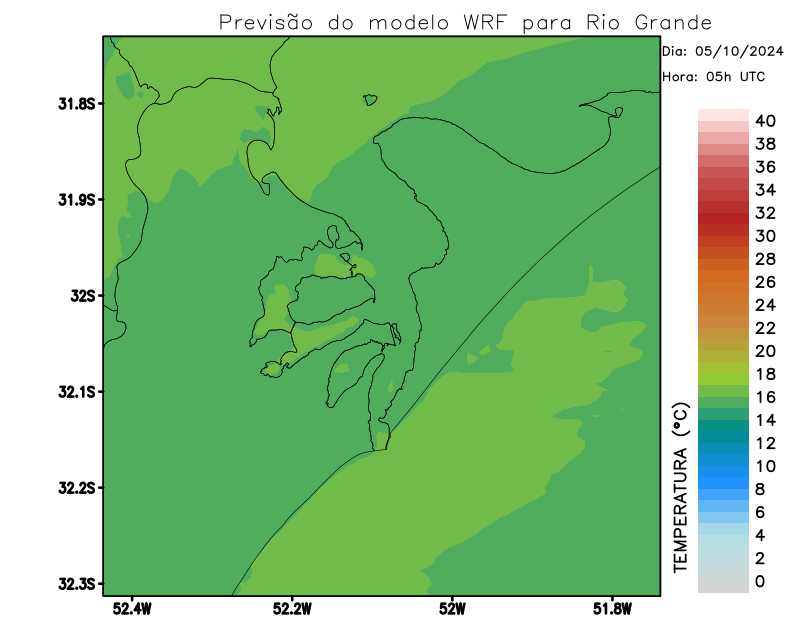 Previsão do modelo WRF para Rio Grande
Dia: 05/10/2024
Hora: 05h UTC
31.8S
31.9S
32S
32.1S
32.2S
32.3S
52.4W
52.2W
52W
51.8W
TEMPERATURA (°C)
40
38
36
34
32
30
28
26
24
22
20
18
16
14
12
10
8
6
4
2
0